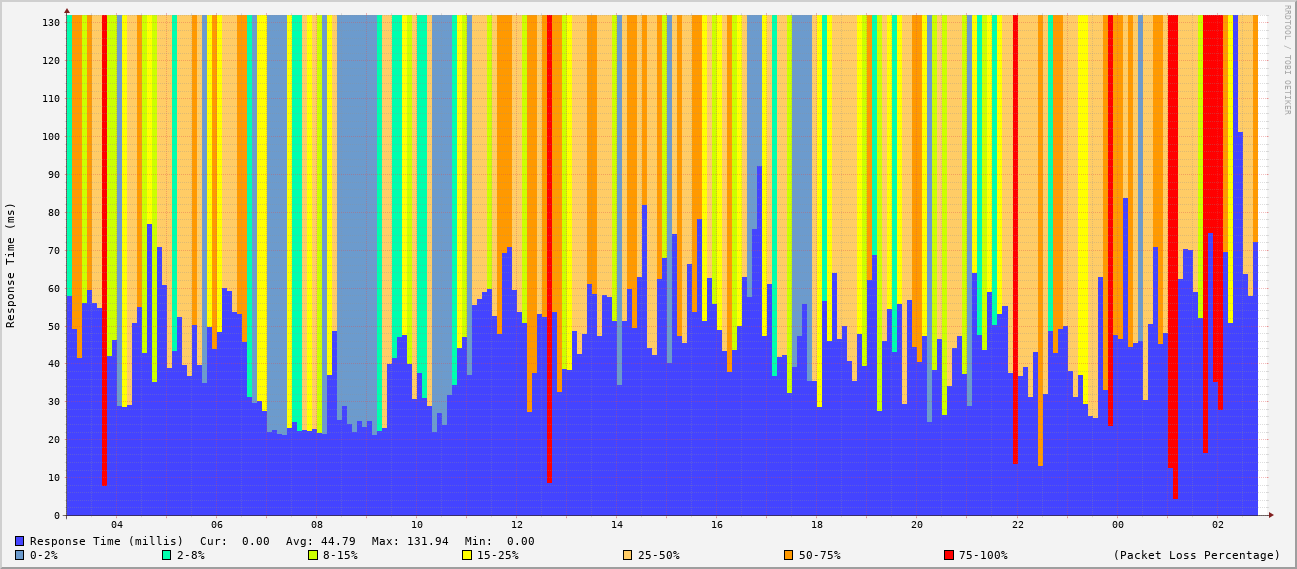 RRDTOOL / TOBI OETIKER
Response Time (ms)
130
120
110
100
90
80
70
60
50
40
30
20
10
0
04 06 08 10 12 14 16 18 20 22 00 02
Response Time (millis) Cur: 0.00 Avg: 44.79 Max: 131.94 Min: 0.00
0-2% 2-8% 8-15% 15-25% 25-50% 50-75% 75-100% (Packet Loss Percentage)